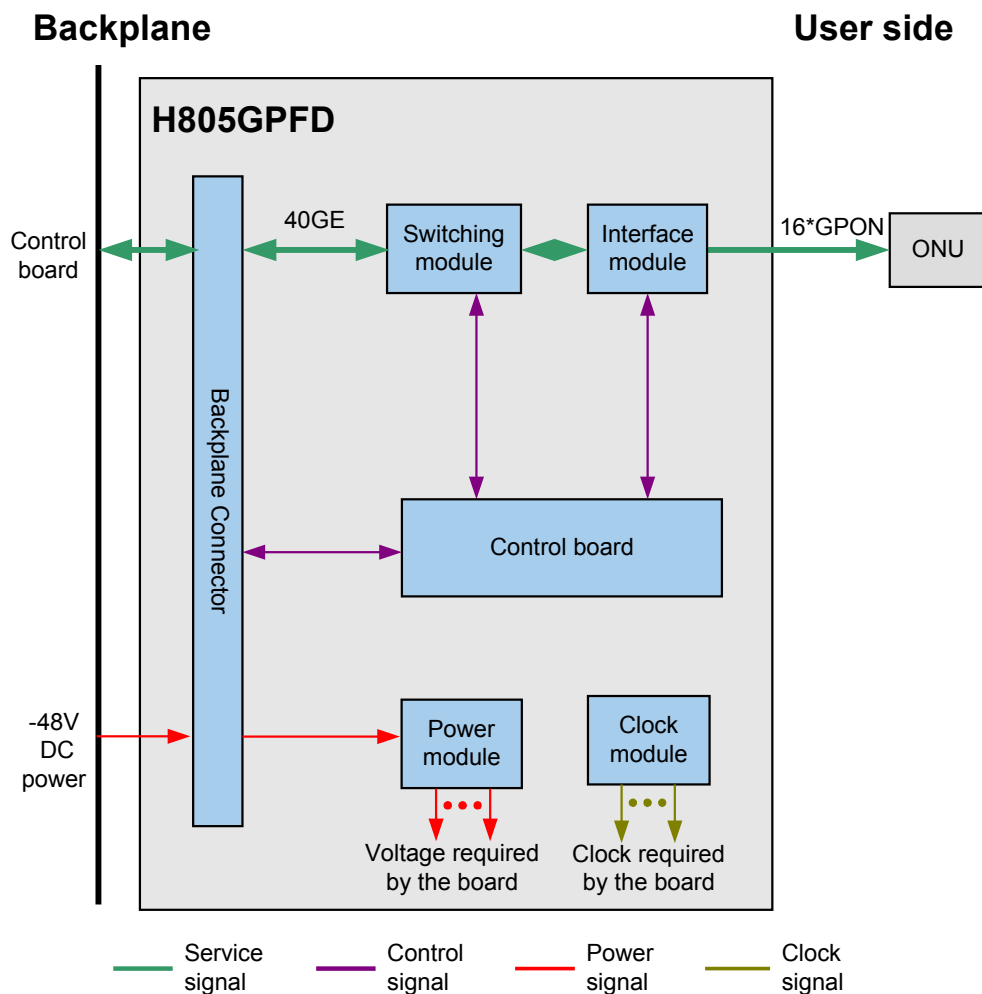 Backplane
User side
H805GPFD
Control
board
40GE
Switching
module
Interface
module
16*GPON
ONU
Backplane Connector
Control board
-48V
DC
power
Power
module
Clock
module
Voltage required
by the board
Clock required
by the board
Service
signal
Control
signal
Power
signal
Clock
signal